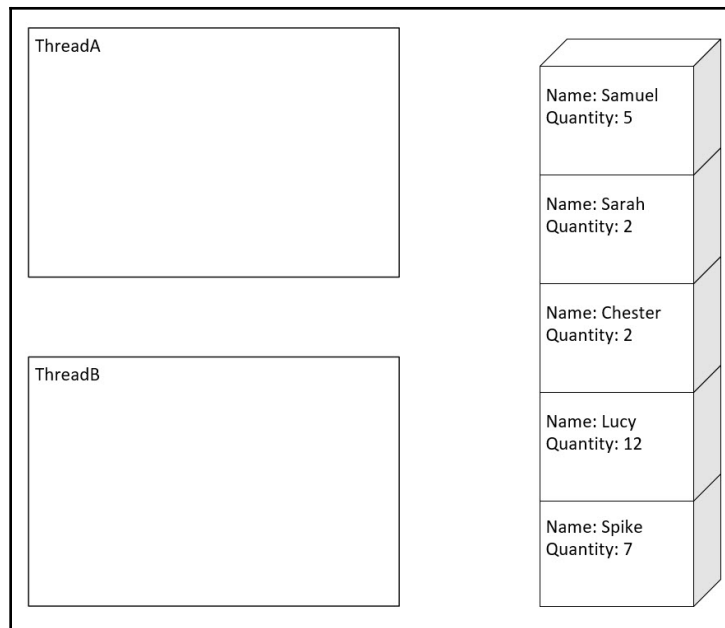 ThreadA
ThreadB
Name: Samuel
Quantity: 5
Name: Sarah
Quantity: 2
Name: Chester
Quantity: 2
Name: Lucy
Quantity: 12
Name: Spike
Quantity: 7